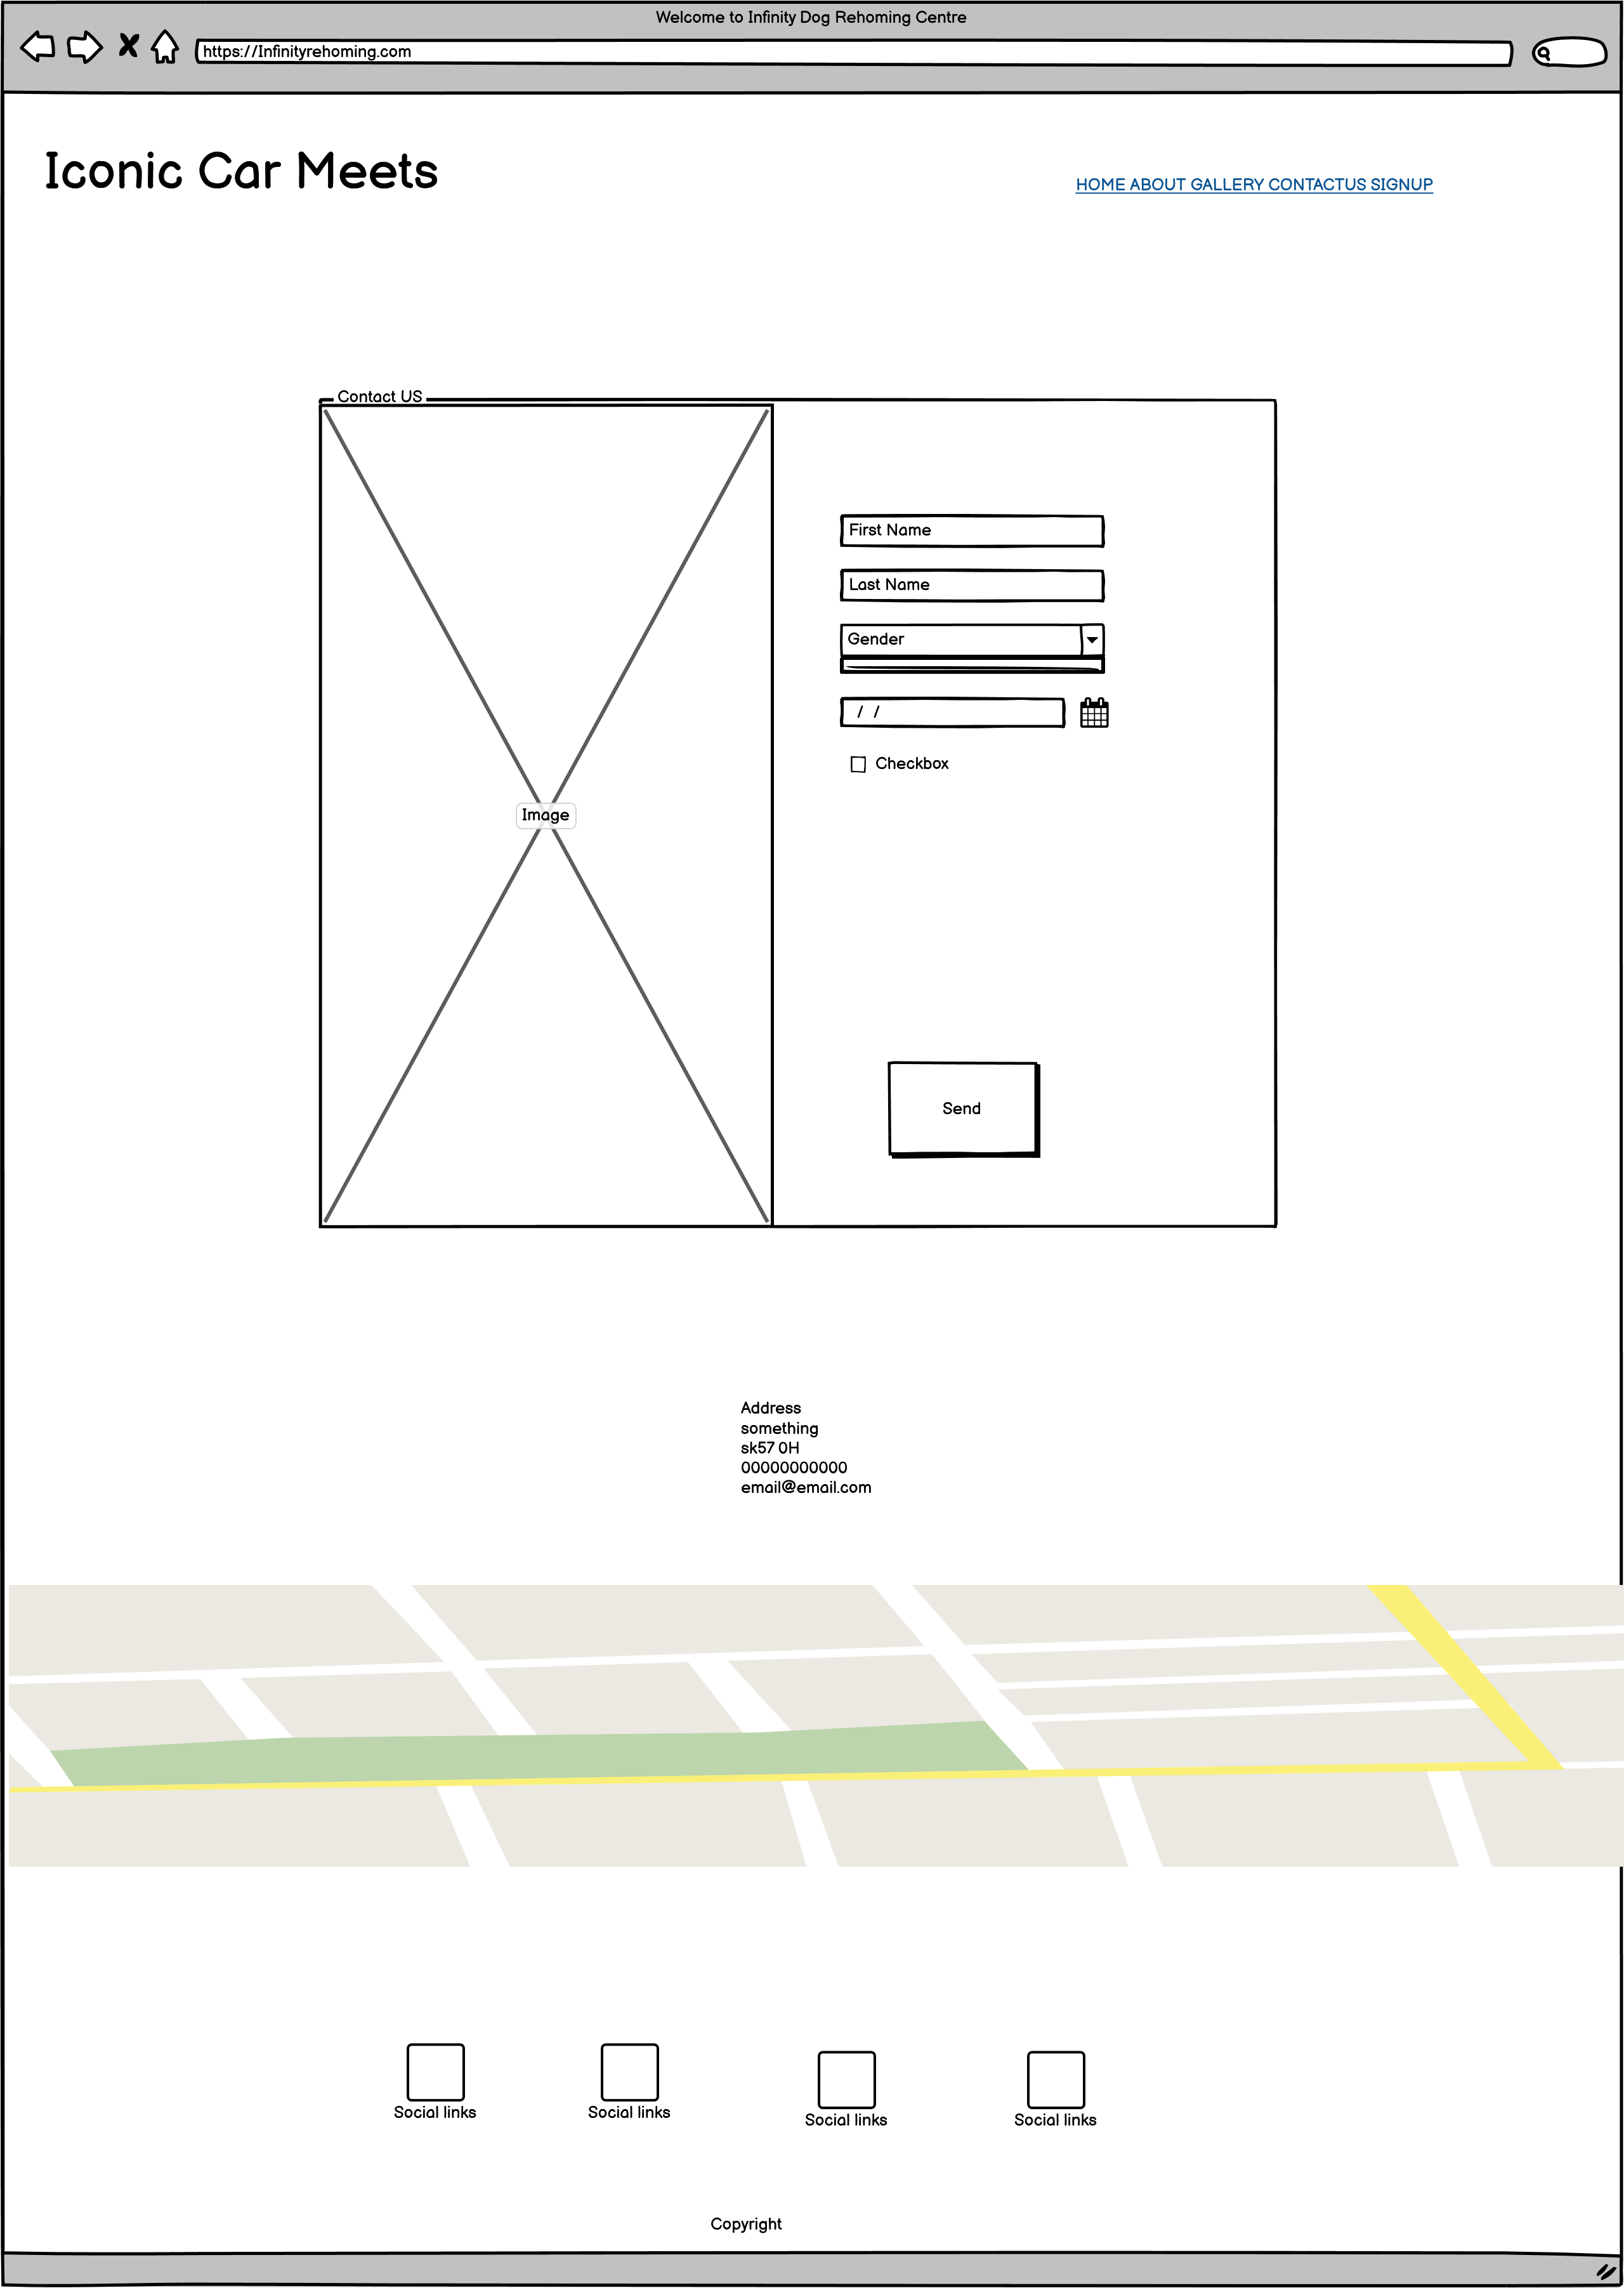 Welcome to Infinity Dog Rehoming Centre
https://Infinityrehoming.com
Iconic Car Meets
HOME ABOUT GALLERY CONTACTUS SIGNUP
Contact US
Image
First Name
Last Name
Gender
/ /
Checkbox
Send
Address
something
sk57 0H
00000000000
email@email.com
Social links
Social links
Social links
Social links
Copyright